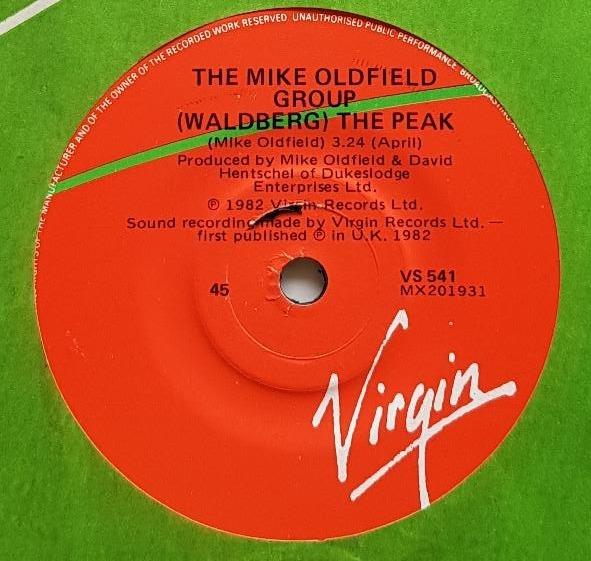 RIGHTS OF THE MANUFACTURER AND OF THE OWNER OF THE RECORDED WORK RESERVED. UNAUTHORISED PUBLIC PERFORMANCE BROADCASTING AND
THE MIKE OLDFIELD
GROUP
(WALDBERG) THE PEAK
(Mike Oldfield) 3.24 (April)
Produced by Mike Oldfield & David
Hentschel of Dukeslodge
Enterprises Ltd.
℗ 1982 Virgin Records Ltd.
Sound recording made by Virgin Records Ltd. —
first published ℗ in U.K. 1982
45
VS 541
MX201931
Virgin